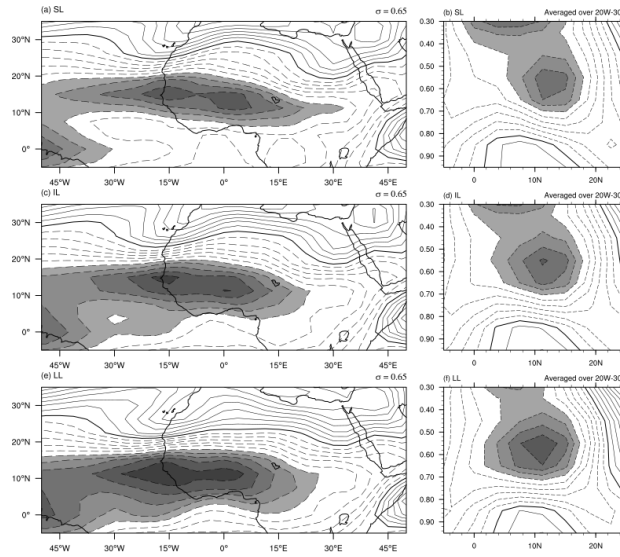 (a) SL σ = 0.65
35°N
30°N
20°N
10°N
0°
45°W 30°W 15°W 0° 15°E 30°E 45°E
(b) SL Averaged over 20W-30
0.30
0.40
0.50
0.60
0.70
0.80
0.90
0 10N 20N
(c) IL σ = 0.65
35°N
30°N
20°N
10°N
0°
45°W 30°W 15°W 0° 15°E 30°E 45°E
(d) IL Averaged over 20W-30
0.30
0.40
0.50
0.60
0.70
0.80
0.90
0 10N 20N
(e) LL σ = 0.65
35°N
30°N
20°N
10°N
0°
45°W 30°W 15°W 0° 15°E 30°E 45°E
(f) LL Averaged over 20W-30
0.30
0.40
0.50
0.60
0.70
0.80
0.90
0 10N 20N